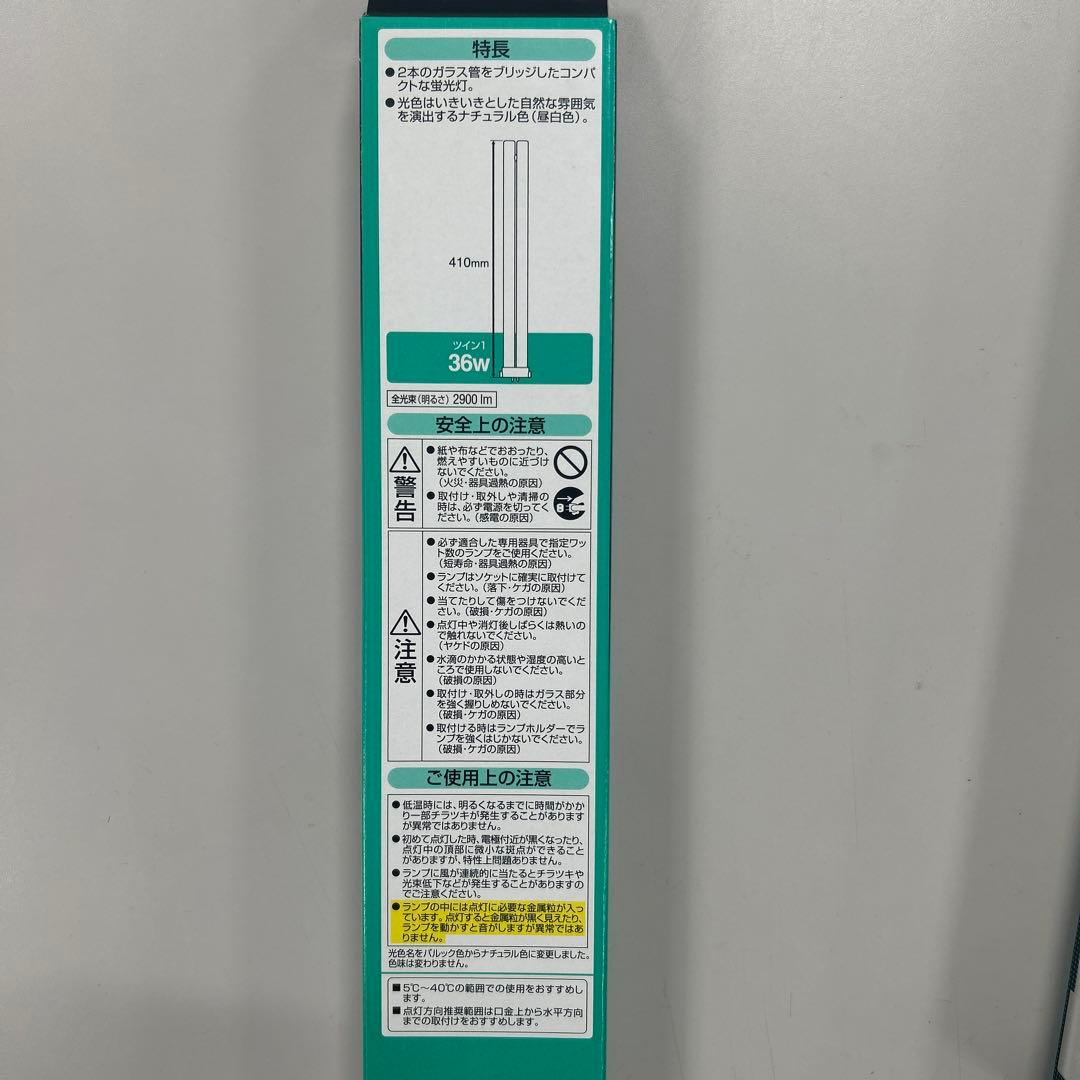 特長
●2本のガラス管をブリッジしたコンパ
クトな蛍光灯。
●光色はいきいきとした自然な雰囲気
を演出するナチュラル色(昼白色)。
410mm
ツイン1
36W
全光束(明るさ) 2900 lm
安全上の注意
警告
●紙や布などでおおったり、
燃えやすいものに近づけ
ないでください。
(火災・器具過熱の原因)
●取付け・取外しや清掃の
時は、必ず電源を切ってく
ださい。(感電の原因)
注意
●必ず適合した専用器具で指定ワッ
ト数のランプをご使用ください。
(短寿命・器具過熱の原因)
●ランプはソケットに確実に取付けて
ください。(落下・ケガの原因)
●当てたりして傷をつけないでくだ
さい。(破損・ケガの原因)
●点灯中や消灯後しばらくは熱いの
で触れないでください。
(ヤケドの原因)
●水滴のかかる状態や湿度の高いと
ころで使用しないでください。
(破損の原因)
●取付け・取外しの時はガラス部分
を強く握りしめないでください。
(破損・ケガの原因)
●取付ける時はランプホルダーでラ
ンプを強くはじかないでください。
(破損・ケガの原因)
ご使用上の注意
●低温時には、明るくなるまでに時間がかか
り一部チラツキが発生することがあります
が異常ではありません。
●初めて点灯した時、電極付近が黒くなったり、
点灯中の頂部に微小な斑点ができること
がありますが、特性上問題ありません。
●ランプに風が連続的に当たるとチラツキや
光束低下などが発生することがありますの
でご注意ください。
●ランプの中には点灯に必要な金属粒が入っ
ています。点灯すると金属粒が黒く見えたり、
ランプを動かすと音がしますが異常ではあ
りません。
光色名をパルック色からナチュラル色に変更しました。
色味は変わりません。
■5℃〜40℃の範囲での使用をおすすめし
ます。
■点灯方向推奨範囲は口金上から水平方向
までの取付けをおすすめします。